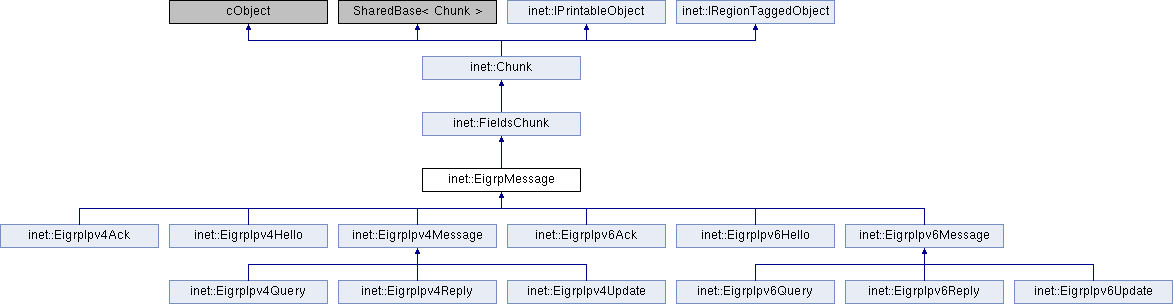 cObject
SharedBase< Chunk >
inet::IPrintableObject
inet::IRegionTaggedObject
inet::Chunk
inet::FieldsChunk
inet::EigrpMessage
inet::EigrpIpv4Ack
inet::EigrpIpv4Hello
inet::EigrpIpv4Message
inet::EigrpIpv6Ack
inet::EigrpIpv6Hello
inet::EigrpIpv6Message
inet::EigrpIpv4Query
inet::EigrpIpv4Reply
inet::EigrpIpv4Update
inet::EigrpIpv6Query
inet::EigrpIpv6Reply
inet::EigrpIpv6Update